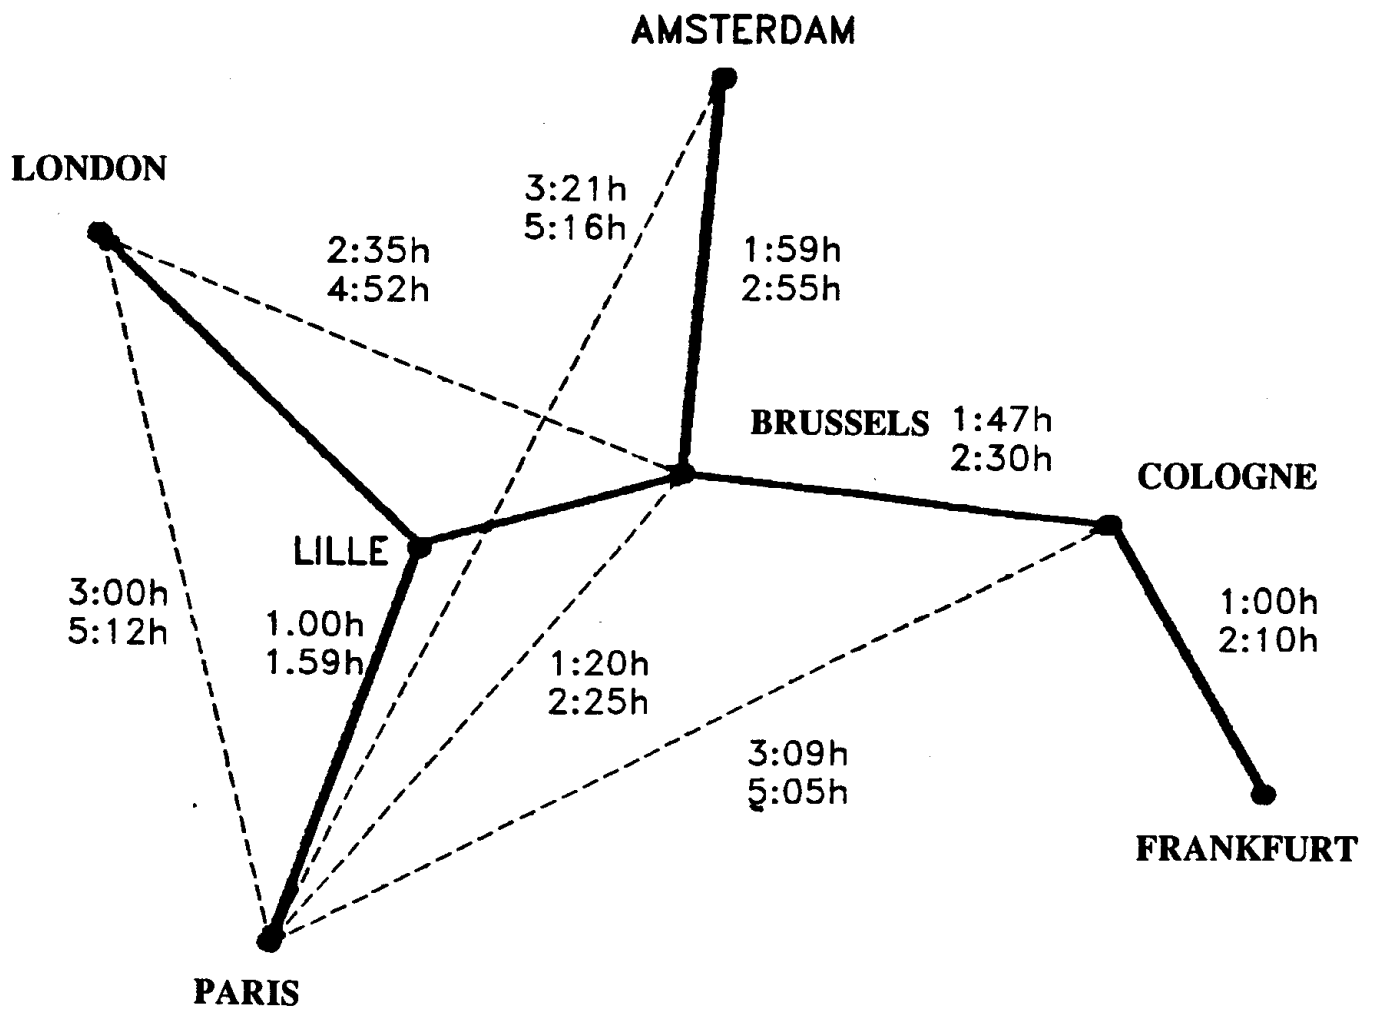 AMSTERDAM
LONDON
3:21h
5:16h
2:35h
4:52h
1:59h
2:55h
BRUSSELS
1:47h
2:30h
COLOGNE
LILLE
3:00h
5:12h
1.00h
1.59h
1:20h
2:25h
1:00h
2:10h
3:09h
5:05h
FRANKFURT
PARIS